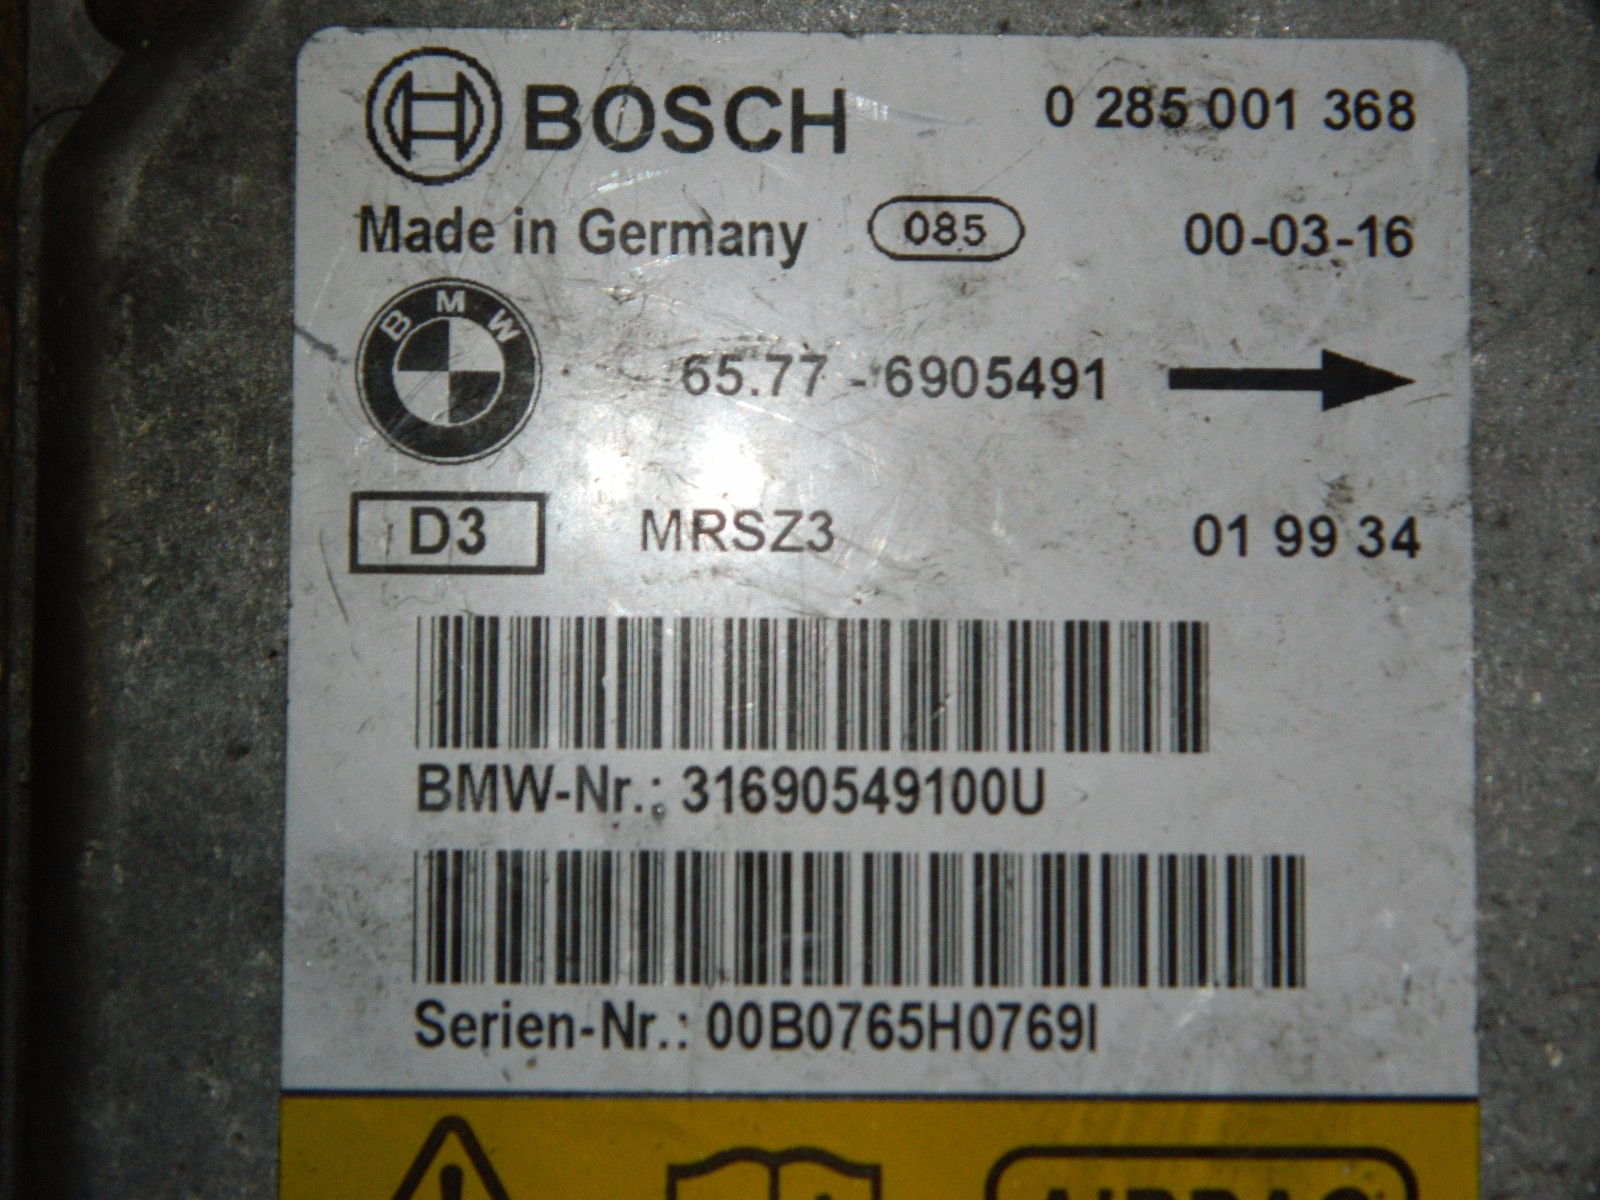 BOSCH 0 285 001 368
Made in Germany 085 00-03-16
BMW
65.77 - 6905491
D3 MRSZ3 01 99 34
BMW-Nr.: 31690549100U
Serien-Nr.: 00B0765H0769I
AIRBAG